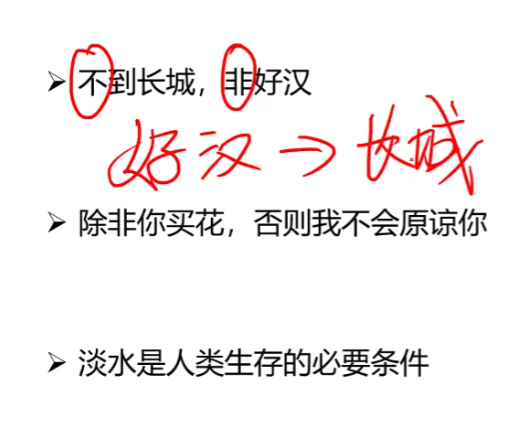 ➢ 不到长城，非好汉
好汉→长城
➢ 除非你买花，否则我不会原谅你
➢ 淡水是人类生存的必要条件